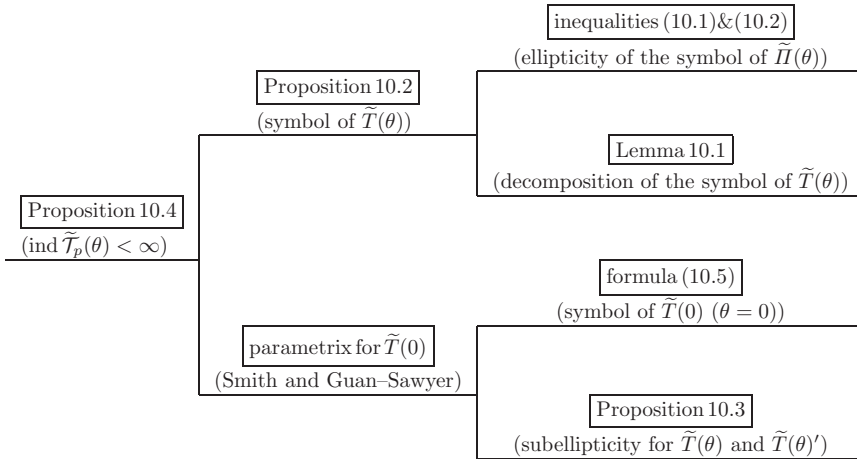 inequalities (10.1)&(10.2)
(ellipticity of the symbol of Π̃(θ))
Proposition 10.2
(symbol of T̃(θ))
Lemma 10.1
(decomposition of the symbol of T̃(θ))
Proposition 10.4
(ind 𝒯̃ₚ(θ) < ∞)
formula (10.5)
(symbol of T̃(0) (θ = 0))
parametrix for T̃(0)
(Smith and Guan–Sawyer)
Proposition 10.3
(subellipticity for T̃(θ) and T̃(θ)′)